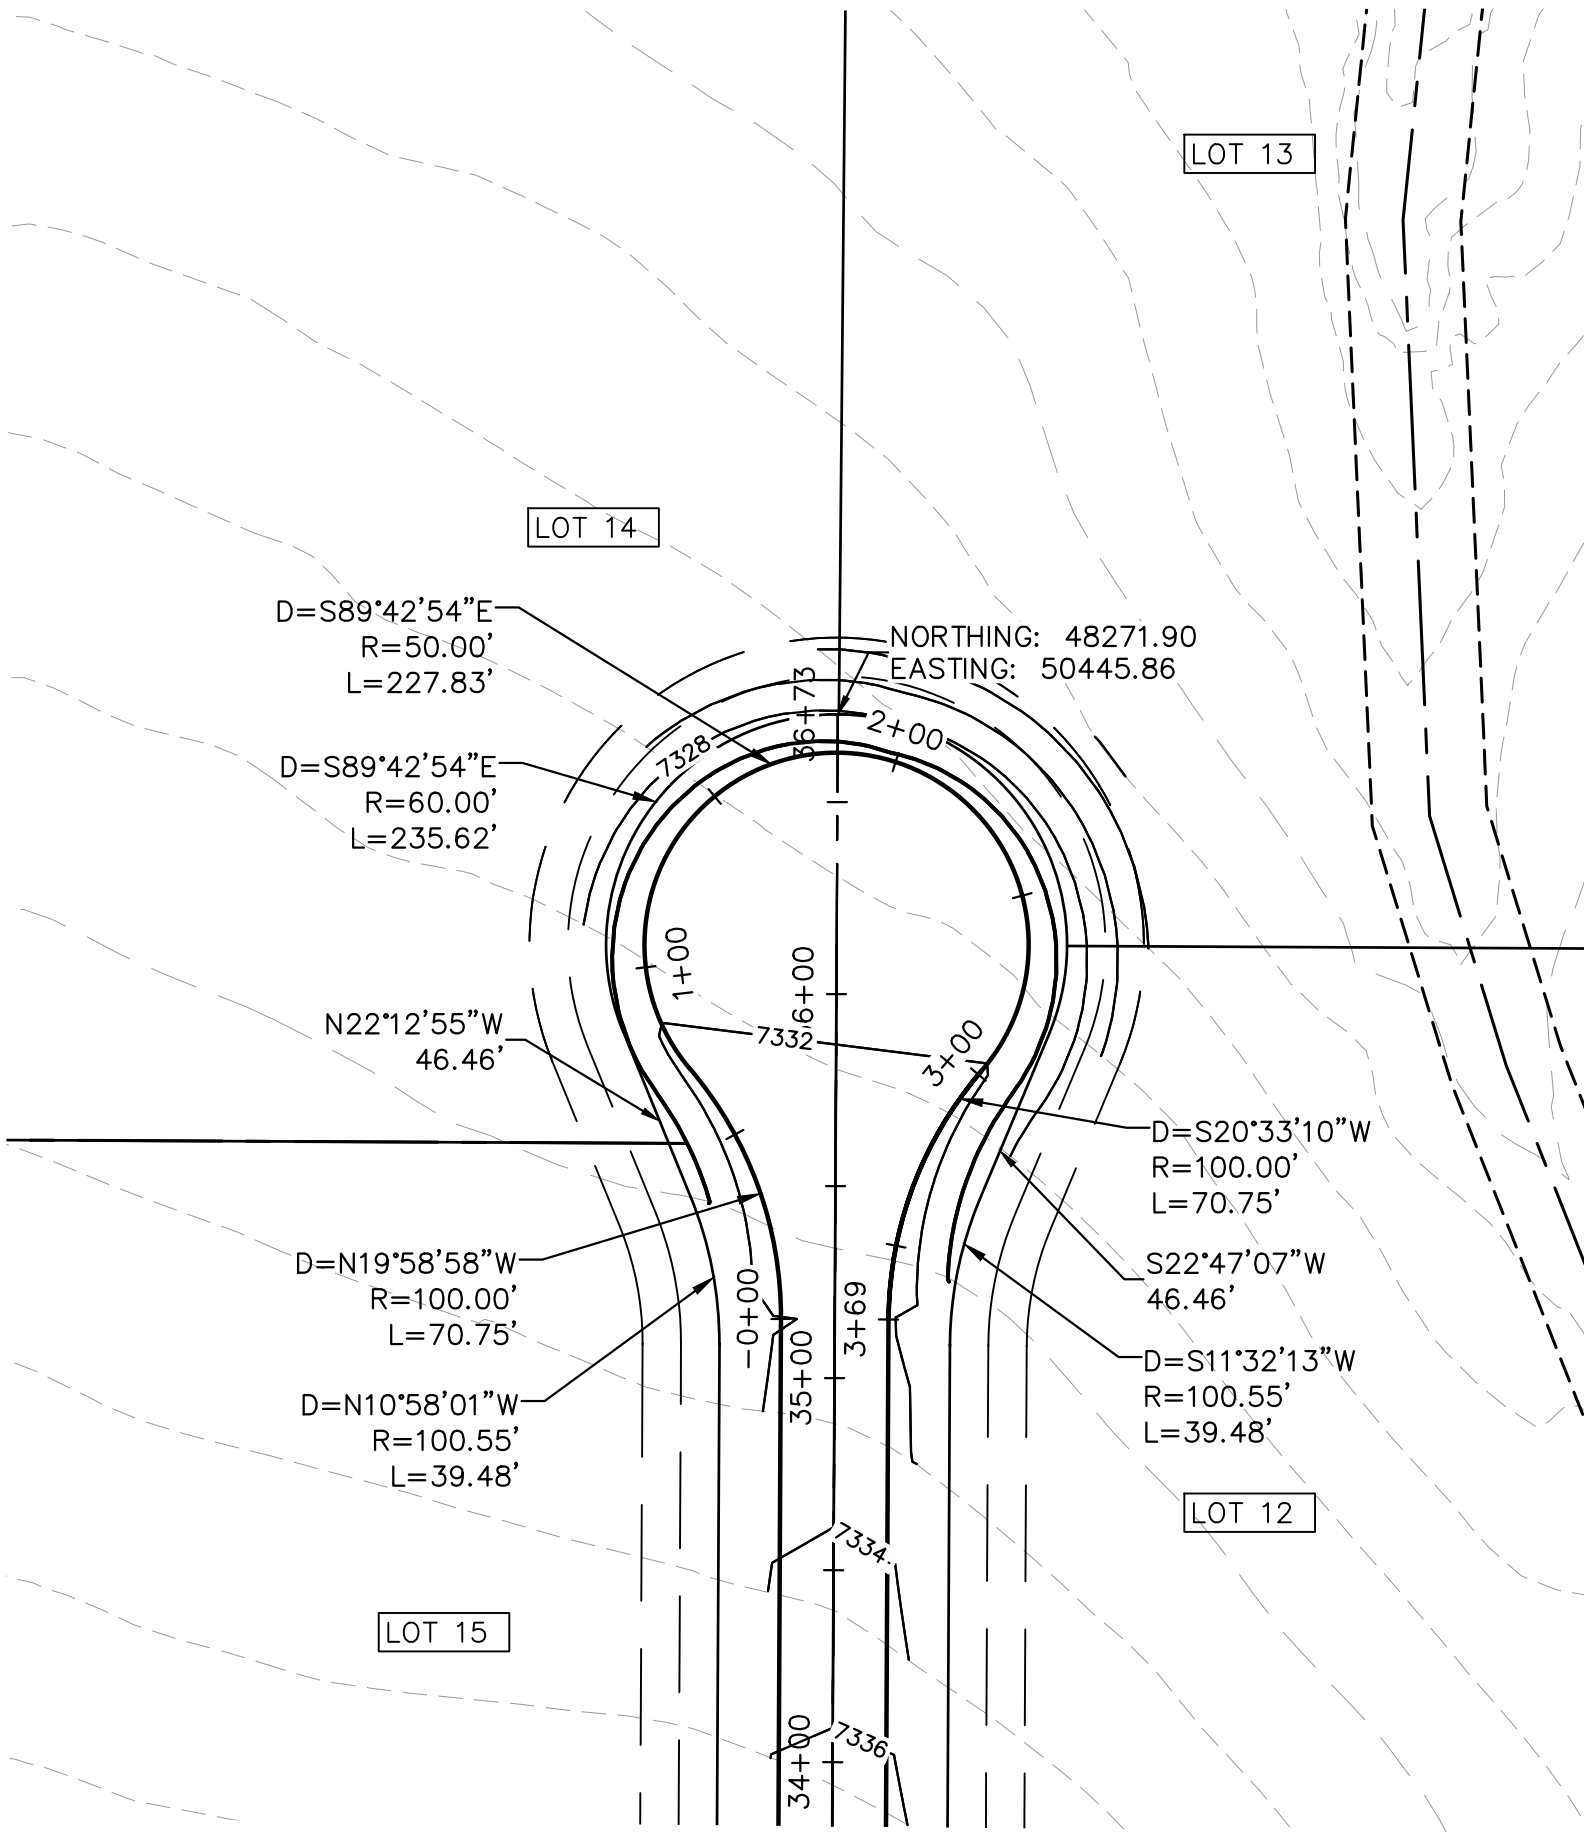 LOT 13
LOT 14
D=S89°42'54"E
R=50.00'
L=227.83'
NORTHING: 48271.90
EASTING: 50445.86
36+73
2+00
7328
D=S89°42'54"E
R=60.00'
L=235.62'
1+00
6+00
7332
3+00
N22°12'55"W
46.46'
D=S20°33'10"W
R=100.00'
L=70.75'
D=N19°58'58"W
R=100.00'
L=70.75'
S22°47'07"W
46.46'
-0+00
3+69
35+00
D=S11°32'13"W
R=100.55'
L=39.48'
D=N10°58'01"W
R=100.55'
L=39.48'
LOT 12
7334
LOT 15
34+00
7336